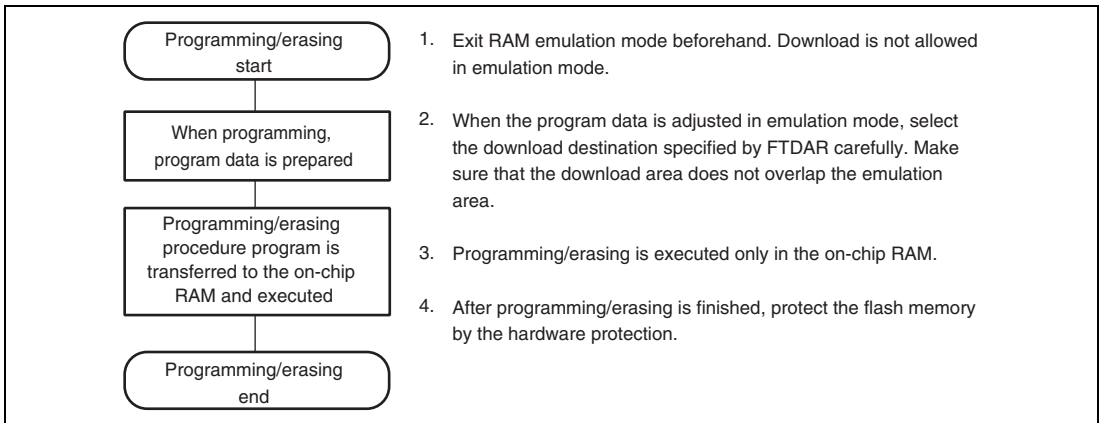 Programming/erasing
start
When programming,
program data is prepared
Programming/erasing
procedure program is
transferred to the on-chip
RAM and executed
Programming/erasing
end
1. Exit RAM emulation mode beforehand. Download is not allowed
in emulation mode.
2. When the program data is adjusted in emulation mode, select
the download destination specified by FTDAR carefully. Make
sure that the download area does not overlap the emulation
area.
3. Programming/erasing is executed only in the on-chip RAM.
4. After programming/erasing is finished, protect the flash memory
by the hardware protection.